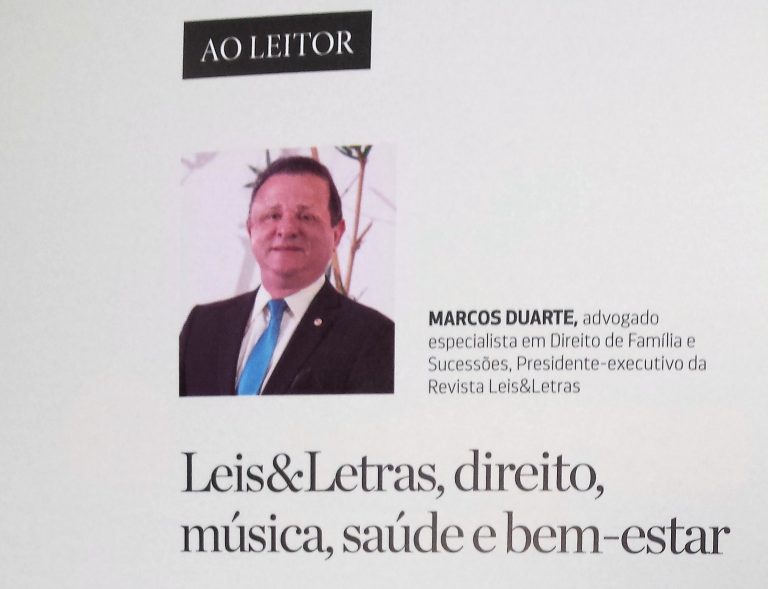 AO LEITOR
MARCOS DUARTE, advogado
especialista em Direito de Família e
Sucessões, Presidente-executivo da
Revista Leis&Letras
Leis&Letras, direito,
música, saúde e bem-estar